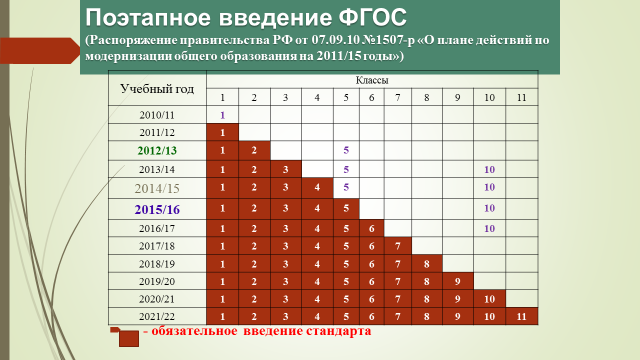 Поэтапное введение ФГОС
(Распоряжение правительства РФ от 07.09.10 №1507-р «О плане действий по
модернизации общего образования на 2011/15 годы»)
Учебный год Классы
1 2 3 4 5 6 7 8 9 10 11
2010/11 1
2011/12 1
2012/13 1 2 5
2013/14 1 2 3 5 10
2014/15 1 2 3 4 5 10
2015/16 1 2 3 4 5 10
2016/17 1 2 3 4 5 6 10
2017/18 1 2 3 4 5 6 7
2018/19 1 2 3 4 5 6 7 8
2019/20 1 2 3 4 5 6 7 8 9
2020/21 1 2 3 4 5 6 7 8 9 10
2021/22 1 2 3 4 5 6 7 8 9 10 11
- обязательное введение стандарта